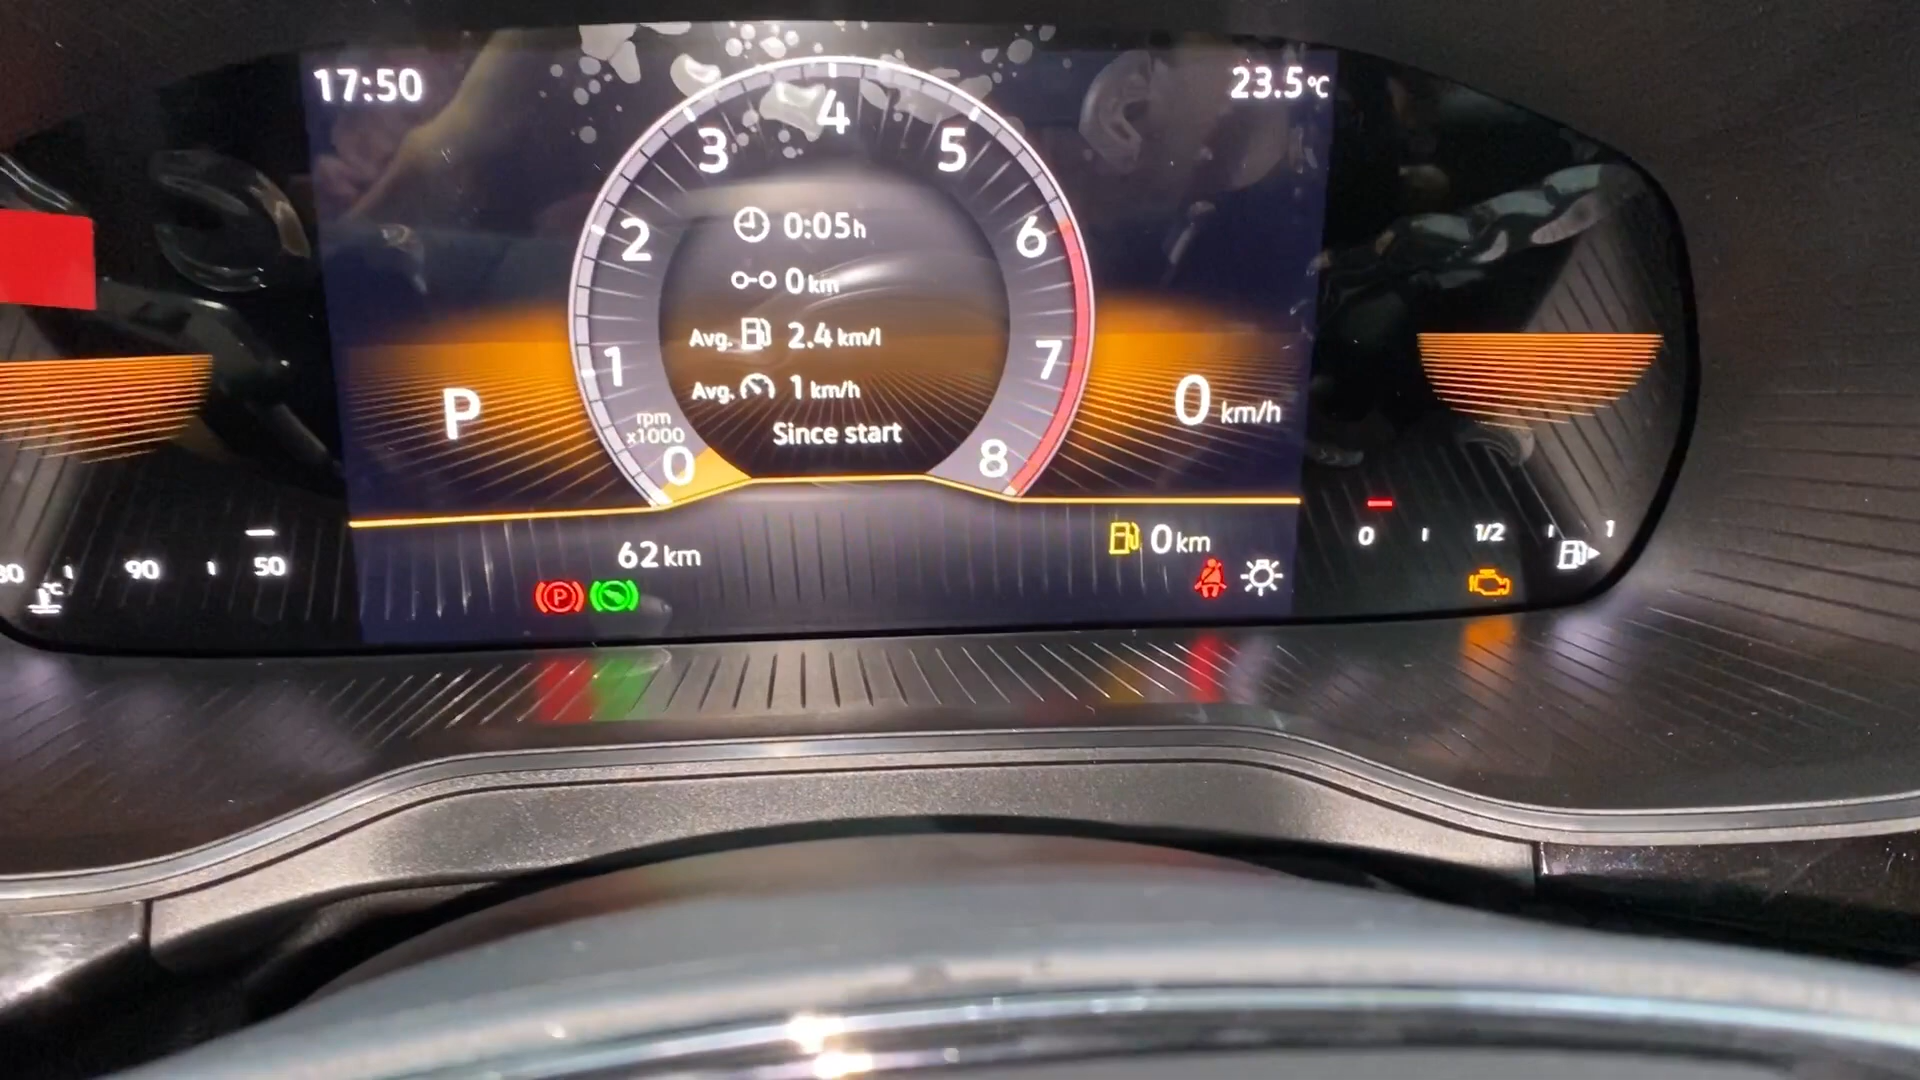 17:50
23.5°C
4
3
5
2
6
1
7
0
8
rpm
x1000
0:05h
0km
Avg. 2.4 km/l
Avg. 1 km/h
Since start
P
0 km/h
62km
0km
90
50
°C
0
1/2
1
P